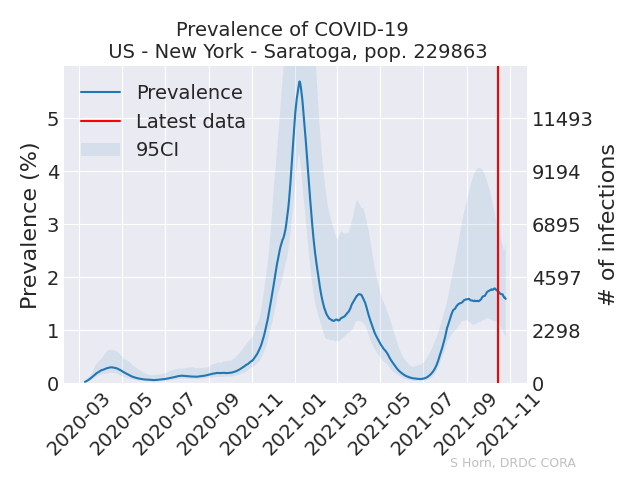 Prevalence of COVID-19
US - New York - Saratoga, pop. 229863
Prevalence
Latest data
95CI
Prevalence (%)
5
4
3
2
1
0
11493
9194
6895
4597
2298
0
# of infections
2020-03
2020-05
2020-07
2020-09
2020-11
2021-01
2021-03
2021-05
2021-07
2021-09
2021-11
S Horn, DRDC CORA